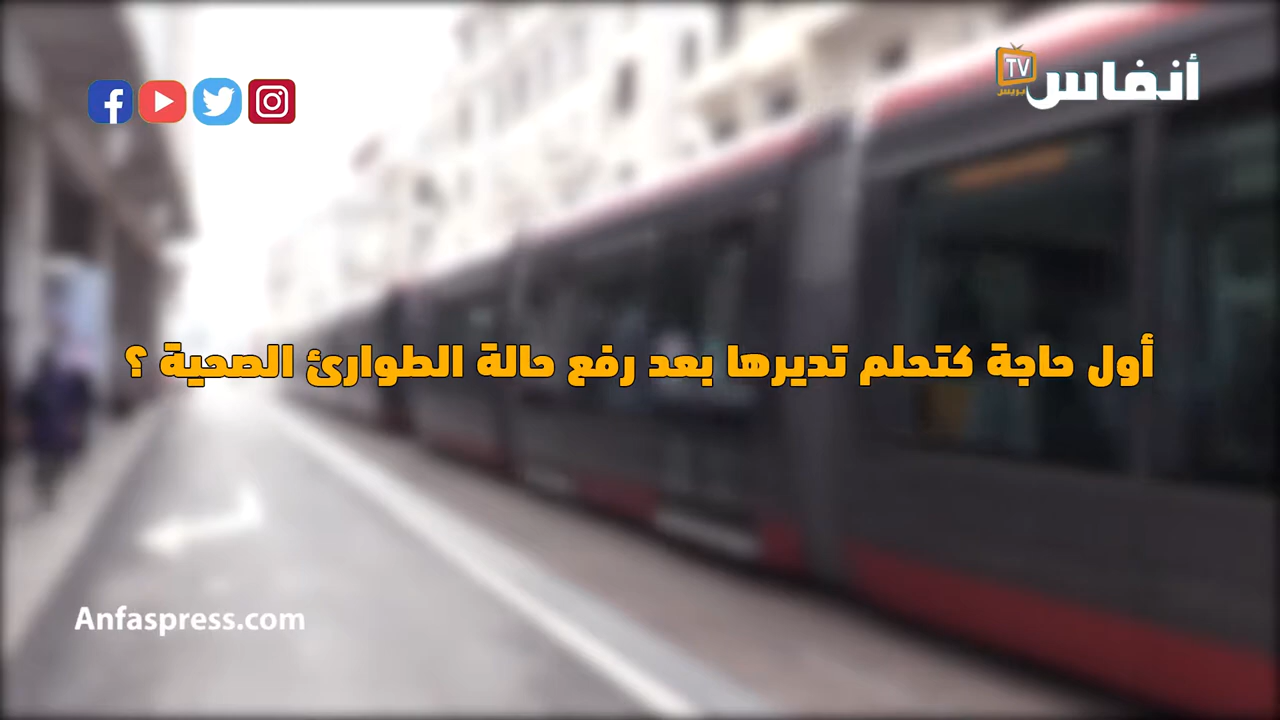 أنفاس
TV
بريس
أول حاجة كتحلم تديرها بعد رفع حالة الطوارئ الصحية ؟
Anfaspress.com